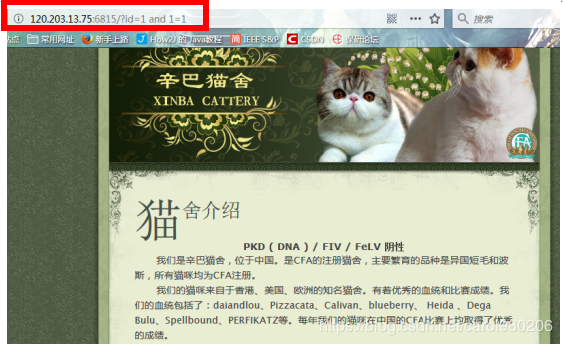 120.203.13.75:6815/?id=1 and 1=1
搜索
常用网址 新手上路 的Java教程 IEEE S&P CSDN 仪研论坛
辛巴猫舍
XINBA CATTERY
CFA
猫舍介绍
PKD ( DNA ) / FIV / FeLV 阴性
我们是辛巴猫舍，位于中国。是CFA的注册猫舍，主要繁育的品种是异国短毛和波
斯，所有猫咪均为CFA注册。
我们的猫咪来自于香港、美国、欧洲的知名猫舍。有着优秀的血统和比赛成绩。我
们的血统包括了：daiandlou、Pizzacata、Calivan、blueberry、 Heida 、Dega
Bulu、Spellbound、PERFIKATZ等。每年我们的猫咪在中国的CFA比赛上均取得了优秀
的成绩。
https://blog.csdn.net/carol980206